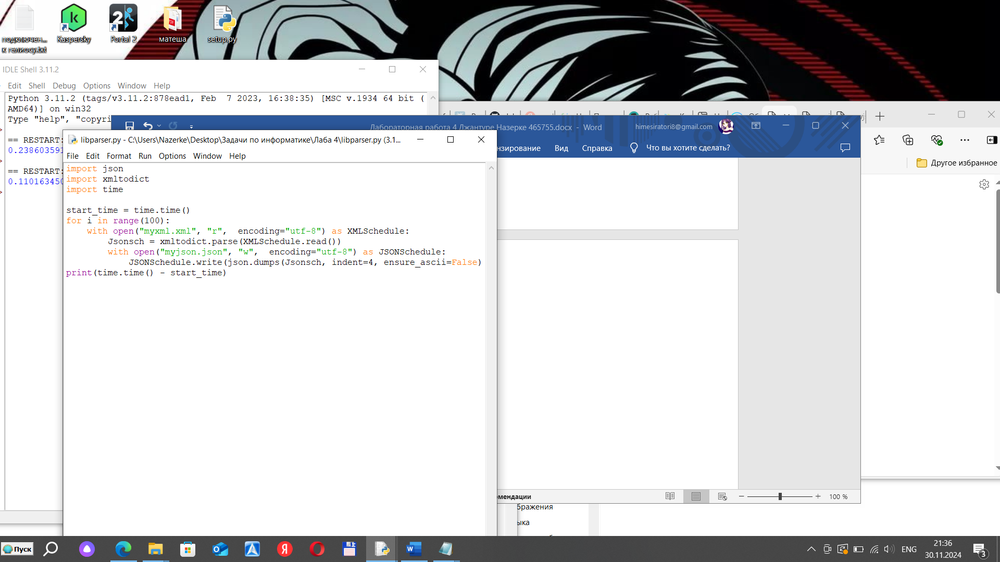 подключен...
к гелиосу.txt
Kaspersky
Portal 2
матеша
setup.py
IDLE Shell 3.11.2
Edit Shell Debug Options Window Help
Python 3.11.2 (tags/v3.11.2:878ead1, Feb  7 2023, 16:38:35) [MSC v.1934 64 bit (
AMD64)] on win32
Type "help", "copyri
== RESTART:
0.238603591
== RESTART:
0.110163450
Лабораторная работа 4 Джантуре Назерке 465755.docx - Word
himesiratori8@gmail.com
нзирование Вид Справка Что вы хотите сделать?
libparser.py - C:\Users\Nazerke\Desktop\Задачи по информатике\Лаба 4\libparser.py (3.1...
File Edit Format Run Options Window Help
import json
import xmltodict
import time
start_time = time.time()
for i in range(100):
    with open("myxml.xml", "r",  encoding="utf-8") as XMLSchedule:
        Jsonsch = xmltodict.parse(XMLSchedule.read())
        with open("myjson.json", "w",  encoding="utf-8") as JSONSchedule:
            JSONSchedule.write(json.dumps(Jsonsch, indent=4, ensure_ascii=False)
print(time.time() - start_time)
Другое избранное
омендации
100 %
бражения
ыка
Пуск
ENG
21:36
30.11.2024
3